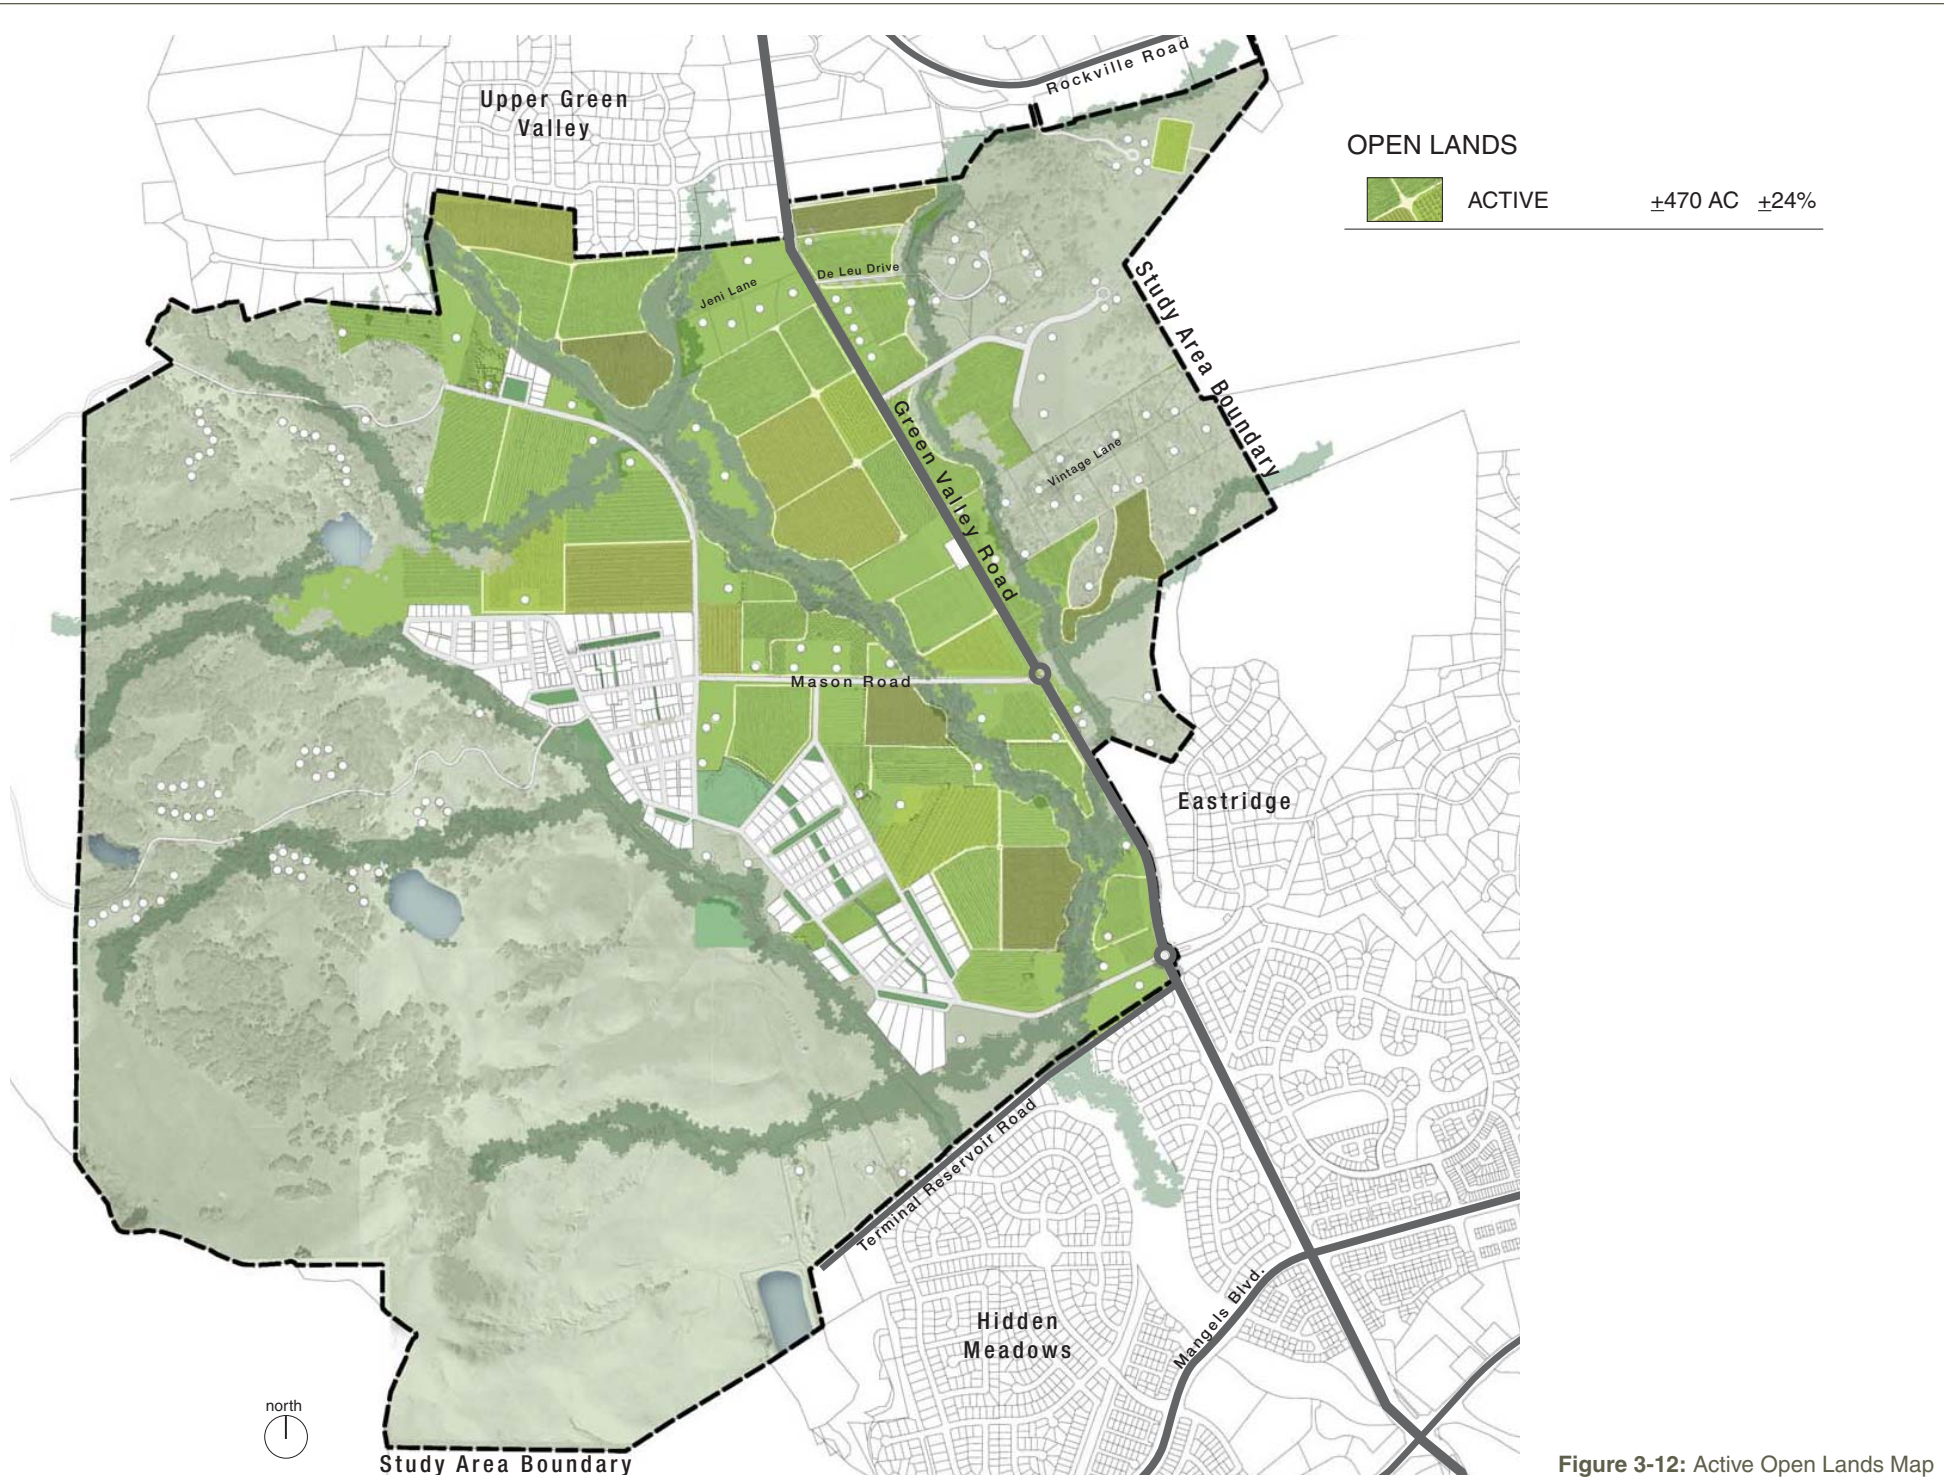 Rockville Road
Upper Green
Valley
OPEN LANDS
ACTIVE ±470 AC ±24%
De Leu Drive
Jeni Lane
Study Area Boundary
Green Valley Road
Vintage Lane
Mason Road
Eastridge
Terminal Reservoir Road
Hidden
Meadows
Mangels Blvd.
north
Study Area Boundary
Figure 3-12: Active Open Lands Map